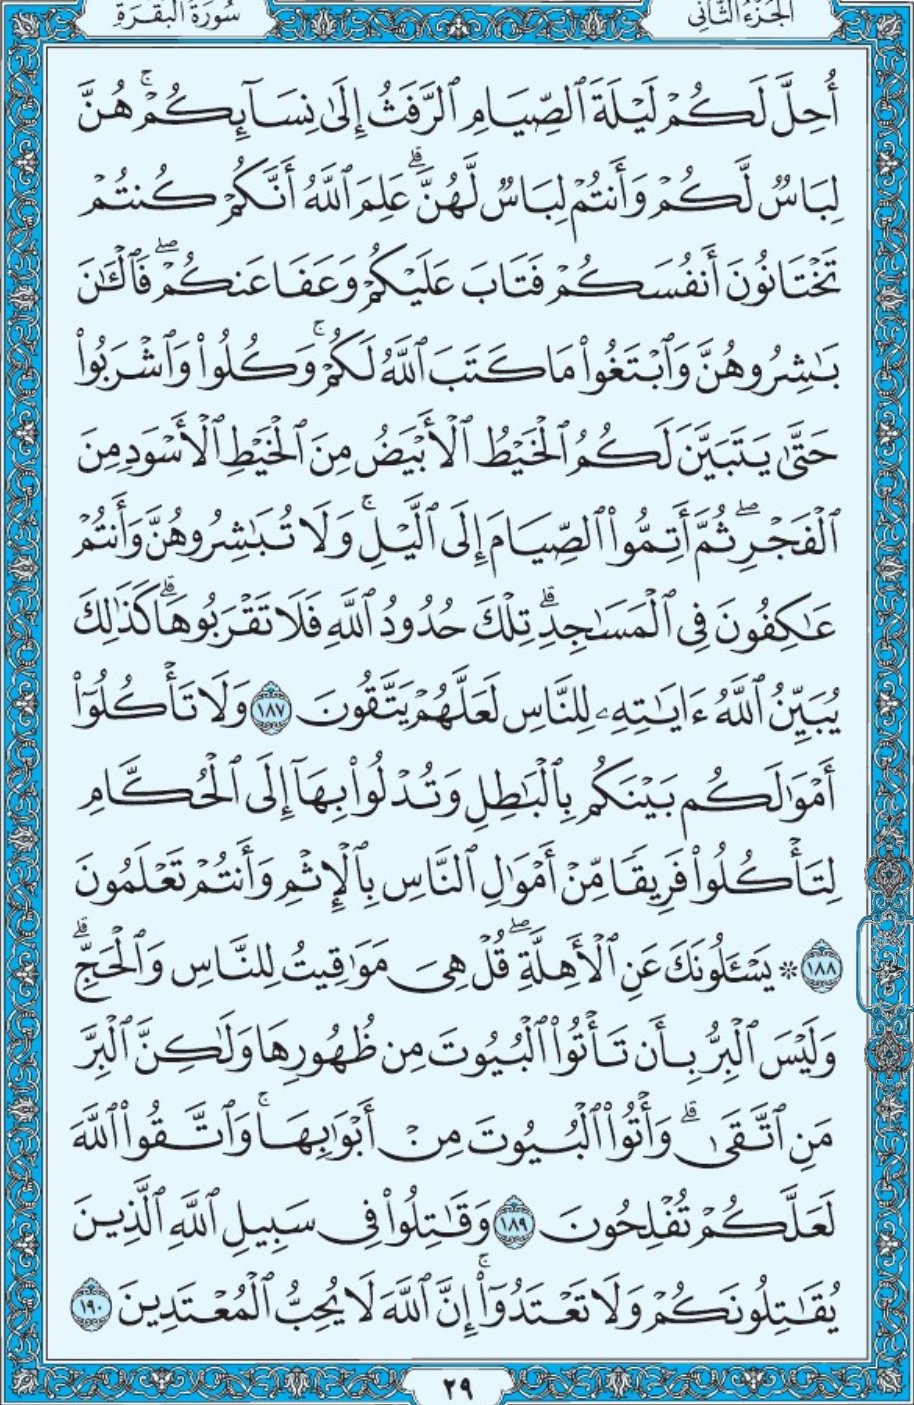 الجزء الثاني
سورة البقرة
أُحِلَّ لَكُمۡ لَيۡلَةَ ٱلصِّيَامِ ٱلرَّفَثُ إِلَىٰ نِسَآئِكُمۡۚ هُنَّ
لِبَاسٞ لَّكُمۡ وَأَنتُمۡ لِبَاسٞ لَّهُنَّۗ عَلِمَ ٱللَّهُ أَنَّكُمۡ كُنتُمۡ
تَخۡتَانُونَ أَنفُسَكُمۡ فَتَابَ عَلَيۡكُمۡ وَعَفَا عَنكُمۡۖ فَٱلۡـَٰٔنَ
بَٰشِرُوهُنَّ وَٱبۡتَغُواْ مَا كَتَبَ ٱللَّهُ لَكُمۡۚ وَكُلُواْ وَٱشۡرَبُواْ
حَتَّىٰ يَتَبَيَّنَ لَكُمُ ٱلۡخَيۡطُ ٱلۡأَبۡيَضُ مِنَ ٱلۡخَيۡطِ ٱلۡأَسۡوَدِ مِنَ
ٱلۡفَجۡرِۖ ثُمَّ أَتِمُّواْ ٱلصِّيَامَ إِلَى ٱلَّيۡلِۚ وَلَا تُبَٰشِرُوهُنَّ وَأَنتُمۡ
عَٰكِفُونَ فِي ٱلۡمَسَٰجِدِۗ تِلۡكَ حُدُودُ ٱللَّهِ فَلَا تَقۡرَبُوهَاۗ كَذَٰلِكَ
يُبَيِّنُ ٱللَّهُ ءَايَٰتِهِۦ لِلنَّاسِ لَعَلَّهُمۡ يَتَّقُونَ ١٨٧ وَلَا تَأۡكُلُوٓاْ
أَمۡوَٰلَكُم بَيۡنَكُم بِٱلۡبَٰطِلِ وَتُدۡلُواْ بِهَآ إِلَى ٱلۡحُكَّامِ
لِتَأۡكُلُواْ فَرِيقٗا مِّنۡ أَمۡوَٰلِ ٱلنَّاسِ بِٱلۡإِثۡمِ وَأَنتُمۡ تَعۡلَمُونَ
١٨٨ * يَسۡـَٔلُونَكَ عَنِ ٱلۡأَهِلَّةِۖ قُلۡ هِيَ مَوَٰقِيتُ لِلنَّاسِ وَٱلۡحَجِّۗ
وَلَيۡسَ ٱلۡبِرُّ بِأَن تَأۡتُواْ ٱلۡبُيُوتَ مِن ظُهُورِهَا وَلَٰكِنَّ ٱلۡبِرَّ
مَنِ ٱتَّقَىٰۗ وَأۡتُواْ ٱلۡبُيُوتَ مِنۡ أَبۡوَٰبِهَاۚ وَٱتَّقُواْ ٱللَّهَ
لَعَلَّكُمۡ تُفۡلِحُونَ ١٨٩ وَقَٰتِلُواْ فِي سَبِيلِ ٱللَّهِ ٱلَّذِينَ
يُقَٰتِلُونَكُمۡ وَلَا تَعۡتَدُوٓاْۚ إِنَّ ٱللَّهَ لَا يُحِبُّ ٱلۡمُعۡتَدِينَ ١٩٠
٢٩